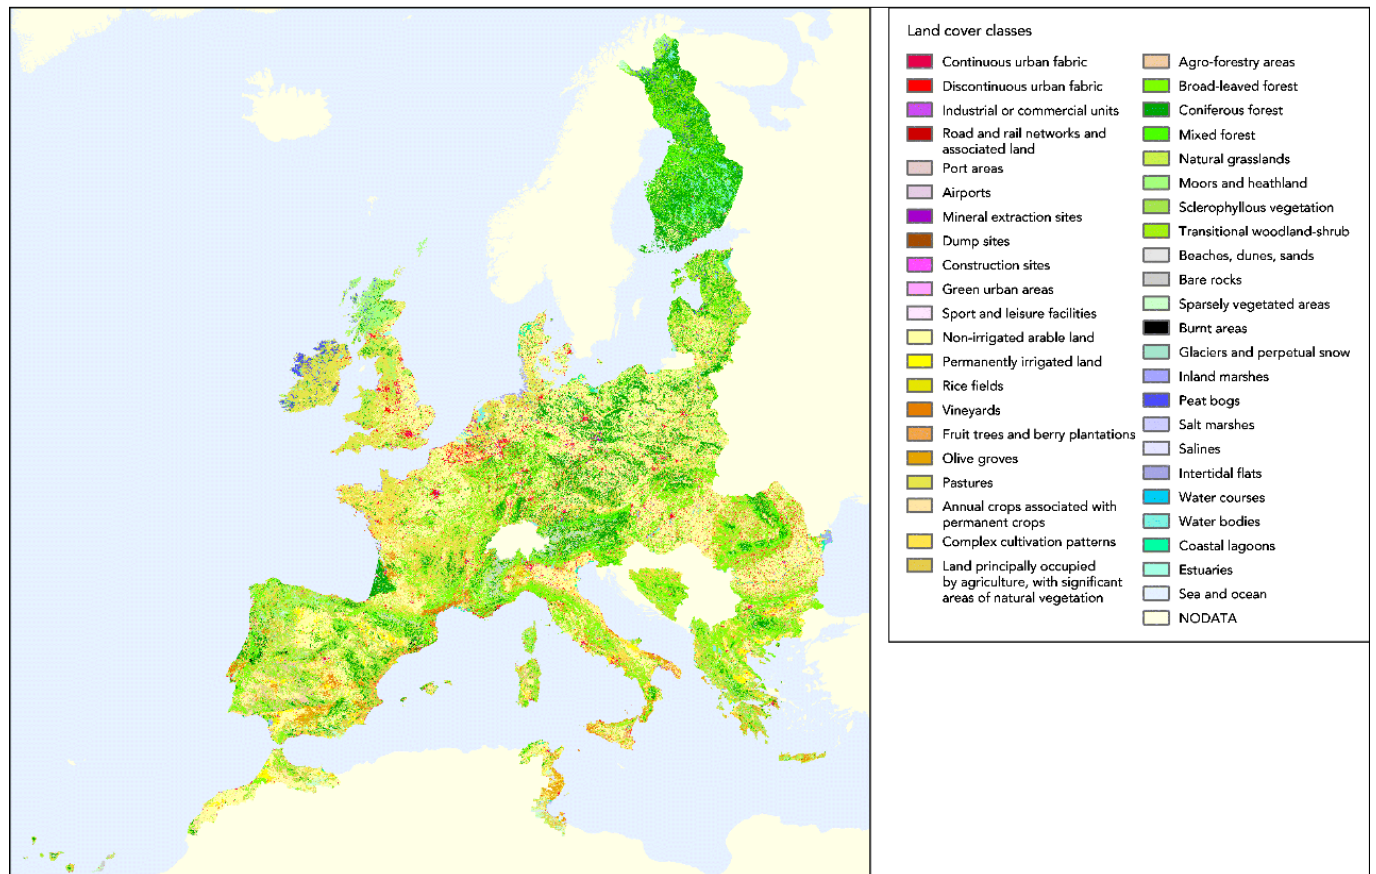 Land cover classes
Continuous urban fabric
Discontinuous urban fabric
Industrial or commercial units
Road and rail networks and
associated land
Port areas
Airports
Mineral extraction sites
Dump sites
Construction sites
Green urban areas
Sport and leisure facilities
Non-irrigated arable land
Permanently irrigated land
Rice fields
Vineyards
Fruit trees and berry plantations
Olive groves
Pastures
Annual crops associated with
permanent crops
Complex cultivation patterns
Land principally occupied
by agriculture, with significant
areas of natural vegetation
Agro-forestry areas
Broad-leaved forest
Coniferous forest
Mixed forest
Natural grasslands
Moors and heathland
Sclerophyllous vegetation
Transitional woodland-shrub
Beaches, dunes, sands
Bare rocks
Sparsely vegetated areas
Burnt areas
Glaciers and perpetual snow
Inland marshes
Peat bogs
Salt marshes
Salines
Intertidal flats
Water courses
Water bodies
Coastal lagoons
Estuaries
Sea and ocean
NODATA